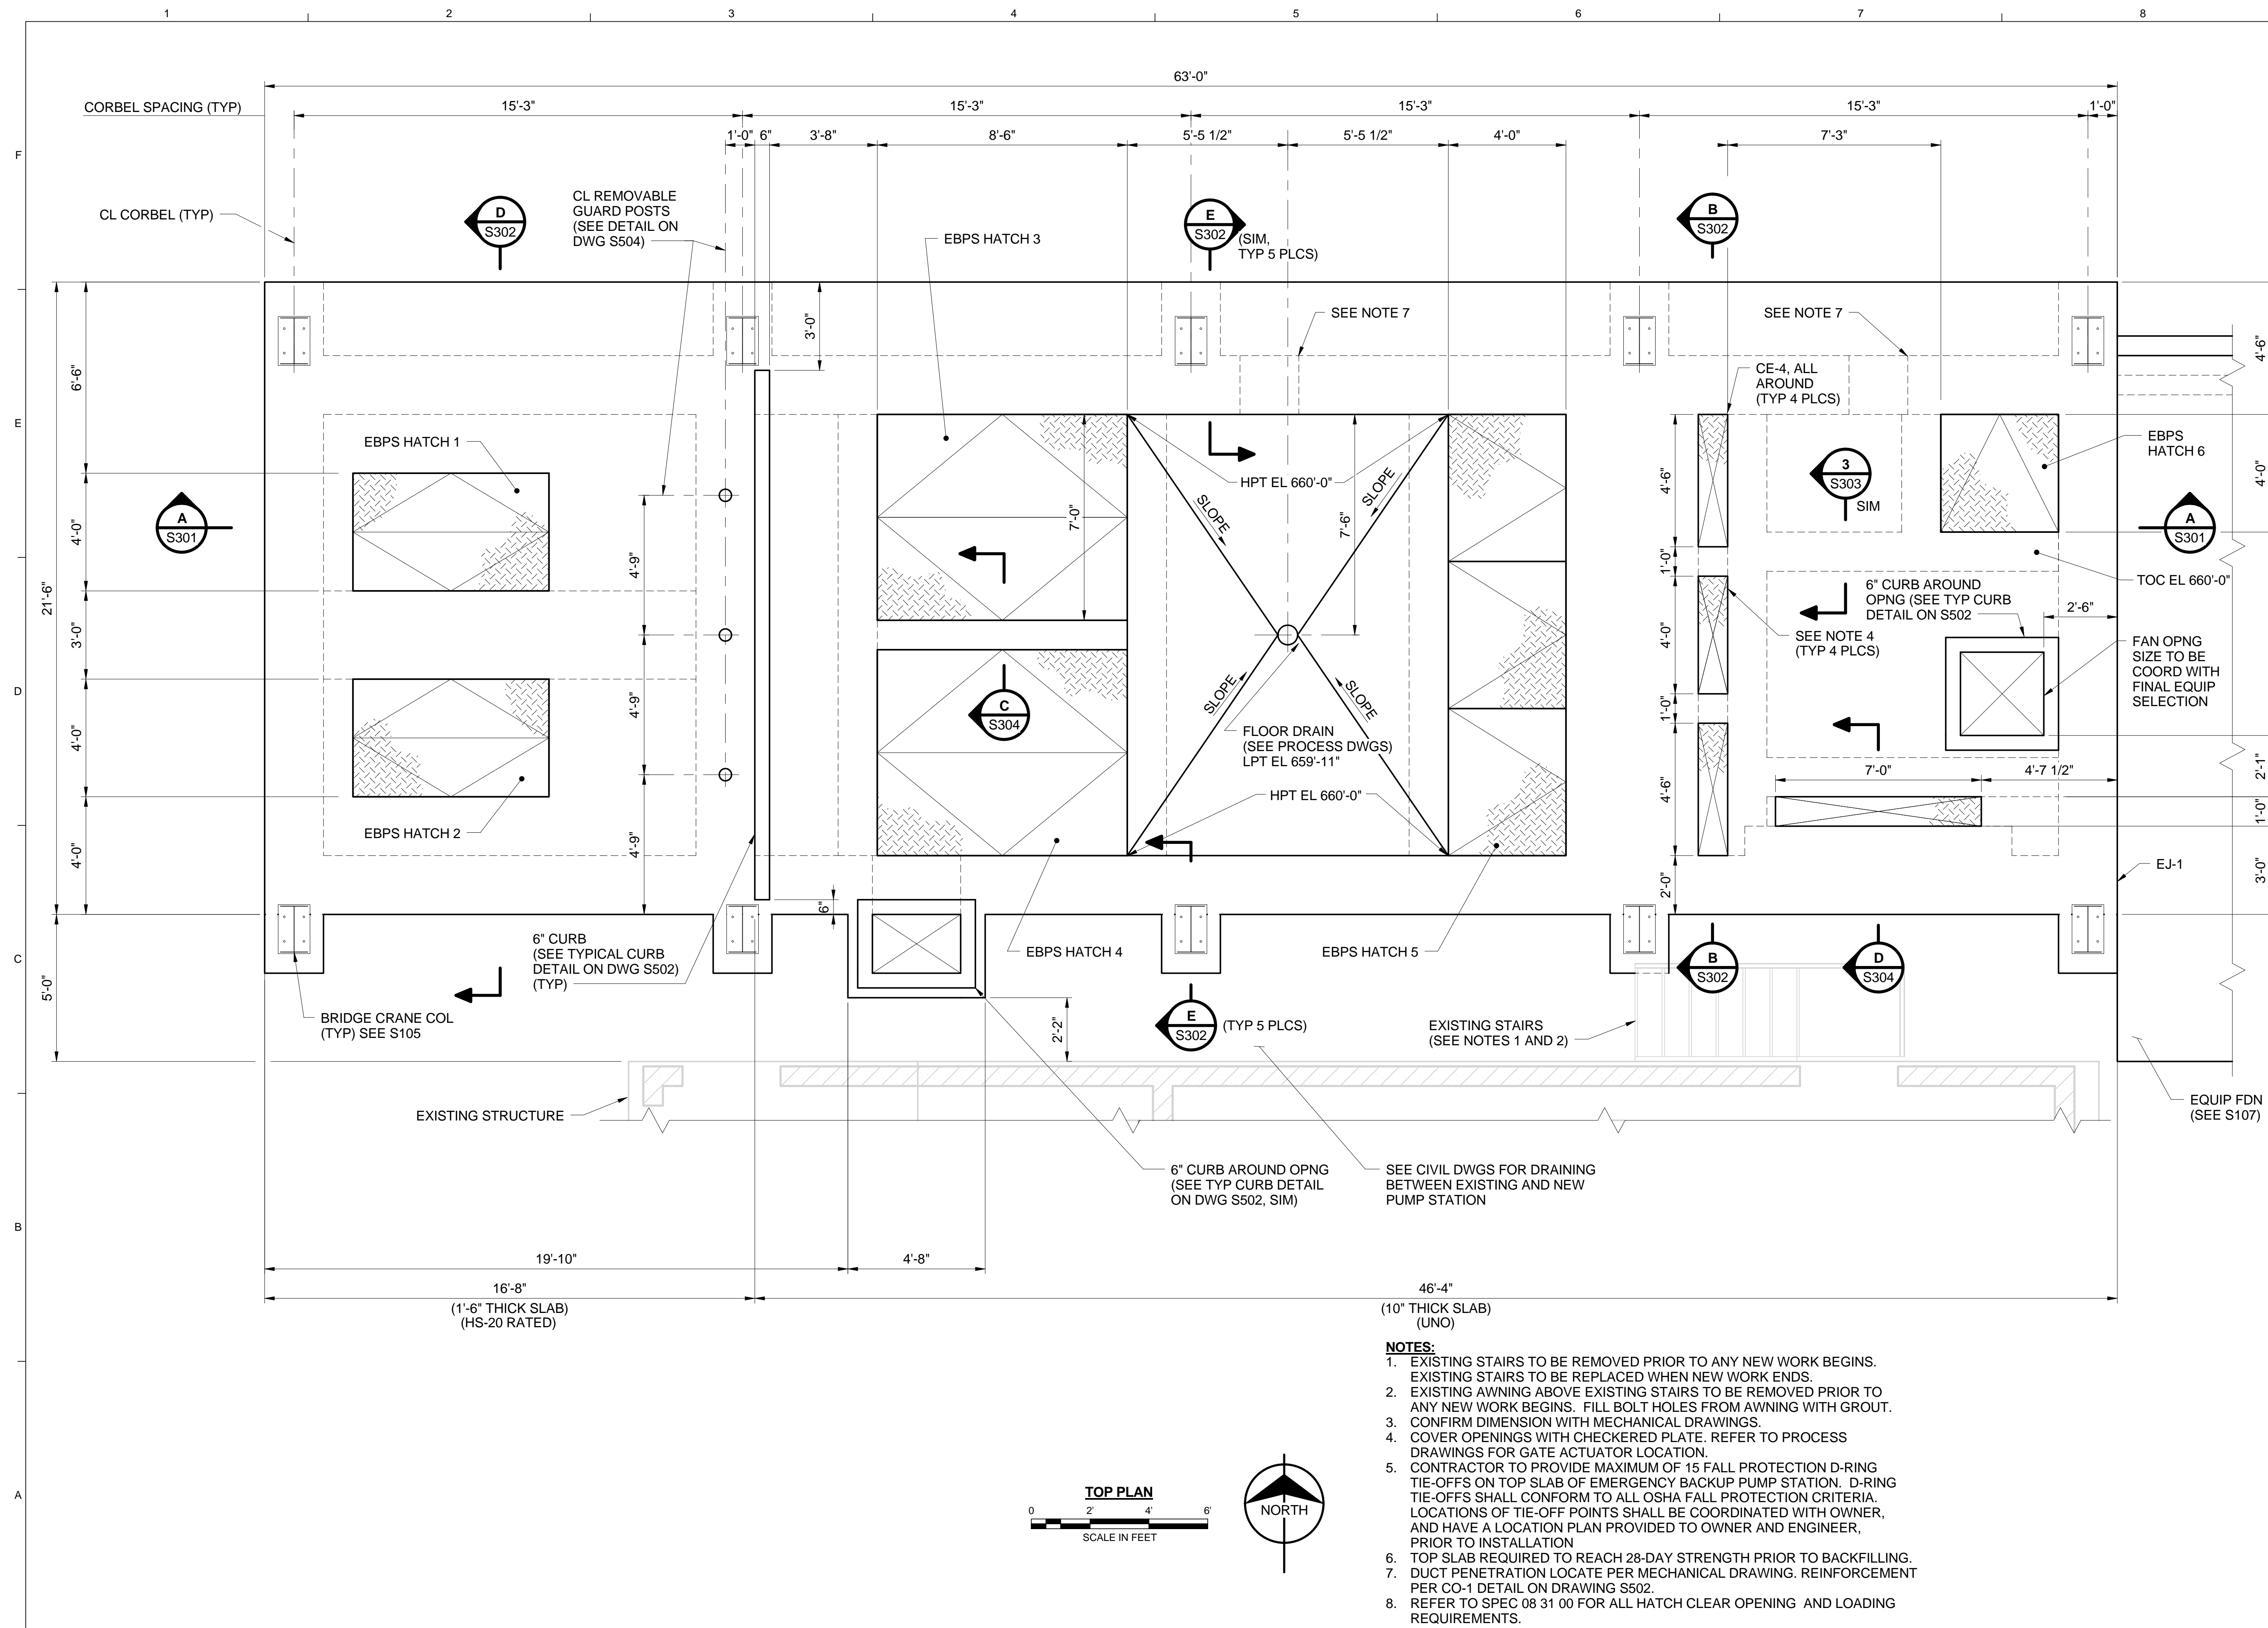 1 2 3 4 5 6 7 8
63'-0"
CORBEL SPACING (TYP)
15'-3" 15'-3" 15'-3" 15'-3" 1'-0"
1'-0" 6" 3'-8" 8'-6" 5'-5 1/2" 5'-5 1/2" 4'-0" 7'-3"
F
CL CORBEL (TYP)
D
S302
CL REMOVABLE
GUARD POSTS
(SEE DETAIL ON
DWG S504)
EBPS HATCH 3
E
S302
(SIM,
TYP 5 PLCS)
B
S302
SEE NOTE 7
SEE NOTE 7
3'-0"
6'-6"
4'-6"
CE-4, ALL
AROUND
(TYP 4 PLCS)
E
EBPS HATCH 1
EBPS
HATCH 6
HPT EL 660'-0"
SLOPE
SLOPE
7'-0"
7'-6"
4'-6"
3
S303
SIM
4'-0"
A
S301
A
S301
4'-0"
4'-9"
1'-0"
TOC EL 660'-0"
21'-6"
6" CURB AROUND
OPNG (SEE TYP CURB
DETAIL ON S502
2'-6"
3'-0"
4'-0"
SEE NOTE 4
(TYP 4 PLCS)
FAN OPNG
SIZE TO BE
COORD WITH
FINAL EQUIP
SELECTION
D
4'-9"
SLOPE
SLOPE
C
S304
1'-0"
4'-0"
FLOOR DRAIN
(SEE PROCESS DWGS)
LPT EL 659'-11"
7'-0"
4'-7 1/2"
2'-1"
HPT EL 660'-0"
4'-6"
1'-0"
EBPS HATCH 2
4'-9"
4'-0"
EJ-1
3'-0"
2'-0"
6"
C
6" CURB
(SEE TYPICAL CURB
DETAIL ON DWG S502)
(TYP)
EBPS HATCH 4
EBPS HATCH 5
B
S302
D
S304
5'-0"
BRIDGE CRANE COL
(TYP) SEE S105
2'-2"
E
S302
(TYP 5 PLCS)
EXISTING STAIRS
(SEE NOTES 1 AND 2)
EXISTING STRUCTURE
EQUIP FDN
(SEE S107)
6" CURB AROUND OPNG
(SEE TYP CURB DETAIL
ON DWG S502, SIM)
SEE CIVIL DWGS FOR DRAINING
BETWEEN EXISTING AND NEW
PUMP STATION
B
19'-10" 4'-8"
16'-8" 46'-4"
(1'-6" THICK SLAB)
(HS-20 RATED)
(10" THICK SLAB)
(UNO)
NOTES:
1. EXISTING STAIRS TO BE REMOVED PRIOR TO ANY NEW WORK BEGINS.
EXISTING STAIRS TO BE REPLACED WHEN NEW WORK ENDS.
2. EXISTING AWNING ABOVE EXISTING STAIRS TO BE REMOVED PRIOR TO
ANY NEW WORK BEGINS. FILL BOLT HOLES FROM AWNING WITH GROUT.
3. CONFIRM DIMENSION WITH MECHANICAL DRAWINGS.
4. COVER OPENINGS WITH CHECKERED PLATE. REFER TO PROCESS
DRAWINGS FOR GATE ACTUATOR LOCATION.
5. CONTRACTOR TO PROVIDE MAXIMUM OF 15 FALL PROTECTION D-RING
TIE-OFFS ON TOP SLAB OF EMERGENCY BACKUP PUMP STATION. D-RING
TIE-OFFS SHALL CONFORM TO ALL OSHA FALL PROTECTION CRITERIA.
LOCATIONS OF TIE-OFF POINTS SHALL BE COORDINATED WITH OWNER,
AND HAVE A LOCATION PLAN PROVIDED TO OWNER AND ENGINEER,
PRIOR TO INSTALLATION
6. TOP SLAB REQUIRED TO REACH 28-DAY STRENGTH PRIOR TO BACKFILLING.
7. DUCT PENETRATION LOCATE PER MECHANICAL DRAWING. REINFORCEMENT
PER CO-1 DETAIL ON DRAWING S502.
8. REFER TO SPEC 08 31 00 FOR ALL HATCH CLEAR OPENING AND LOADING
REQUIREMENTS.
A
TOP PLAN
0 2' 4' 6'
SCALE IN FEET
NORTH